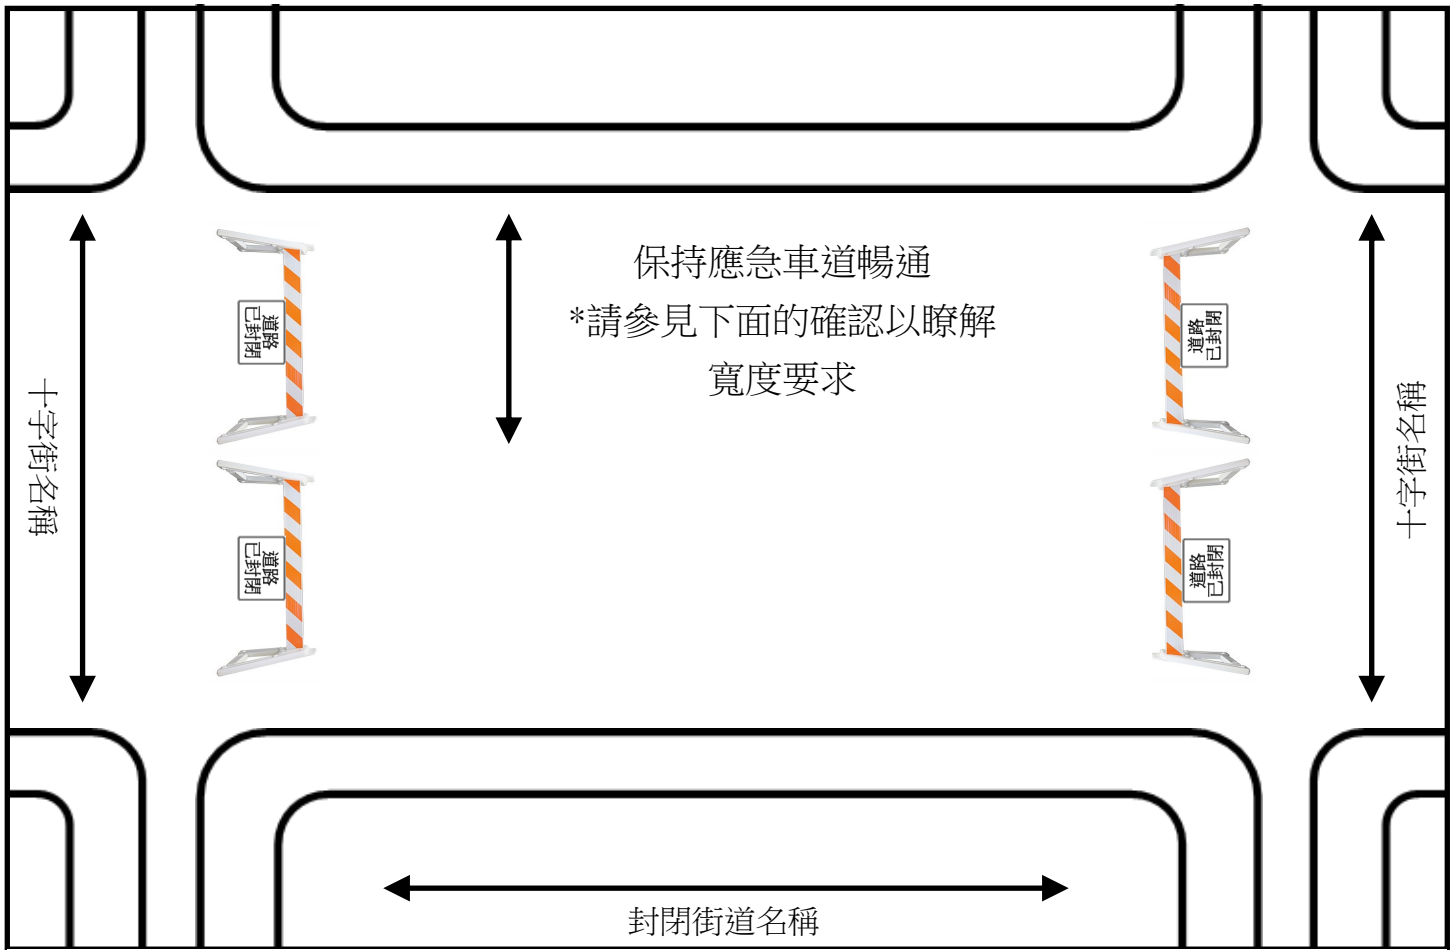 保持應急車道暢通
*請參見下面的確認以瞭解
寬度要求
道路
已封閉
道路
已封閉
十字街名稱
十字街名稱
道路
已封閉
道路
已封閉
封閉街道名稱